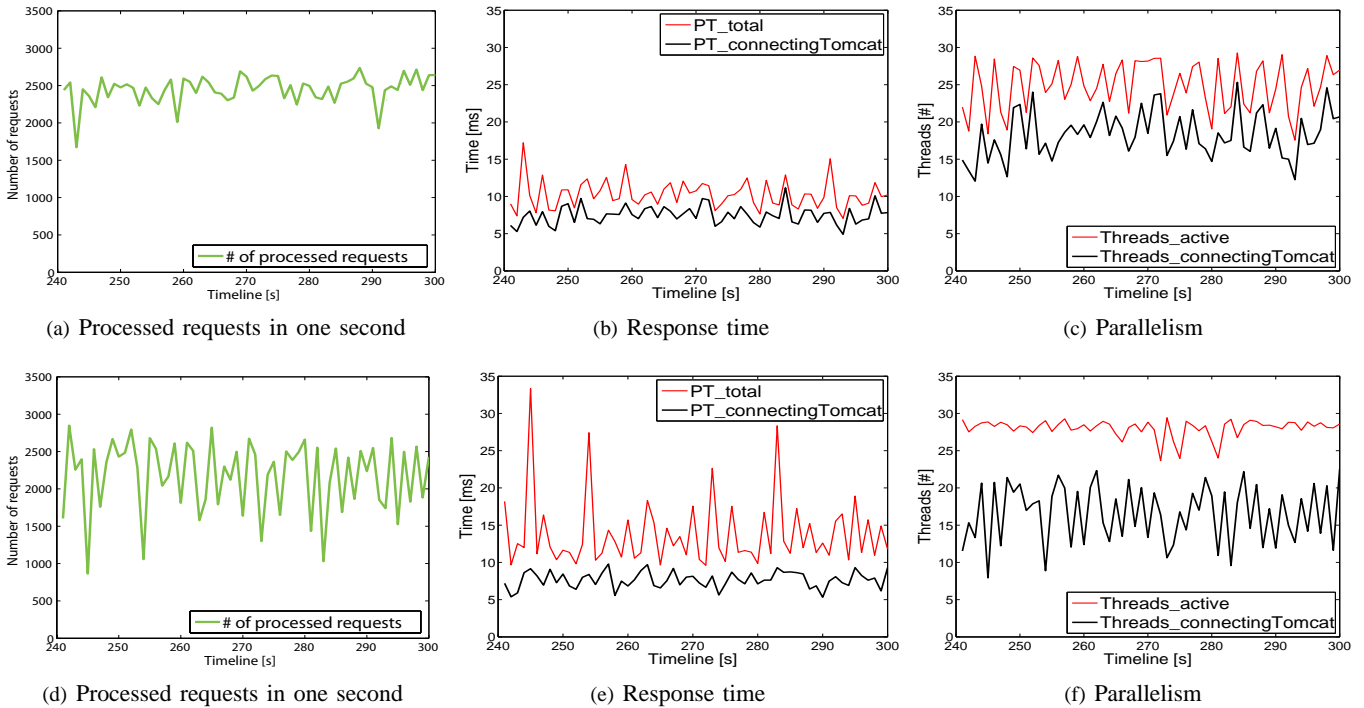 3500
3000
2500
2000
1500
1000
500
0
Number of requests
# of processed requests
240 250 260 270 280 290 300
Timeline [s]
(a) Processed requests in one second
35
30
25
20
15
10
5
0
Time [ms]
PT_total
PT_connectingTomcat
240 250 260 270 280 290 300
Timeline [s]
(b) Response time
35
30
25
20
15
10
5
0
Threads [#]
Threads_active
Threads_connectingTomcat
240 250 260 270 280 290 300
Timeline [s]
(c) Parallelism
3500
3000
2500
2000
1500
1000
500
0
Number of requests
# of processed requests
240 250 260 270 280 290 300
Timeline [s]
(d) Processed requests in one second
35
30
25
20
15
10
5
0
Time [ms]
PT_total
PT_connectingTomcat
240 250 260 270 280 290 300
Timeline [s]
(e) Response time
35
30
25
20
15
10
5
0
Threads [#]
Threads_active
Threads_connectingTomcat
240 250 260 270 280 290 300
Timeline [s]
(f) Parallelism